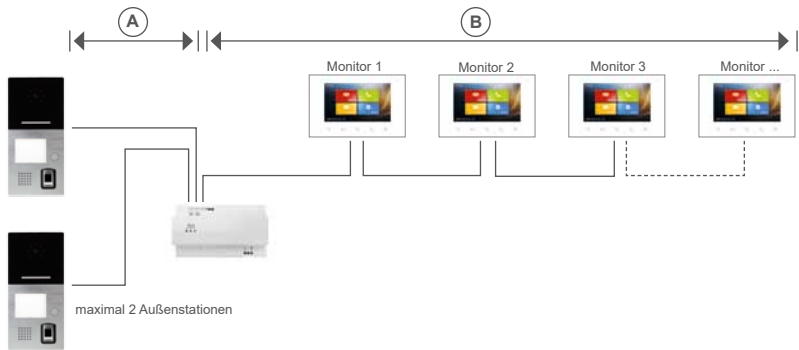 A
B
Monitor 1
Monitor 2
Monitor 3
Monitor ...
maximal 2 Außenstationen